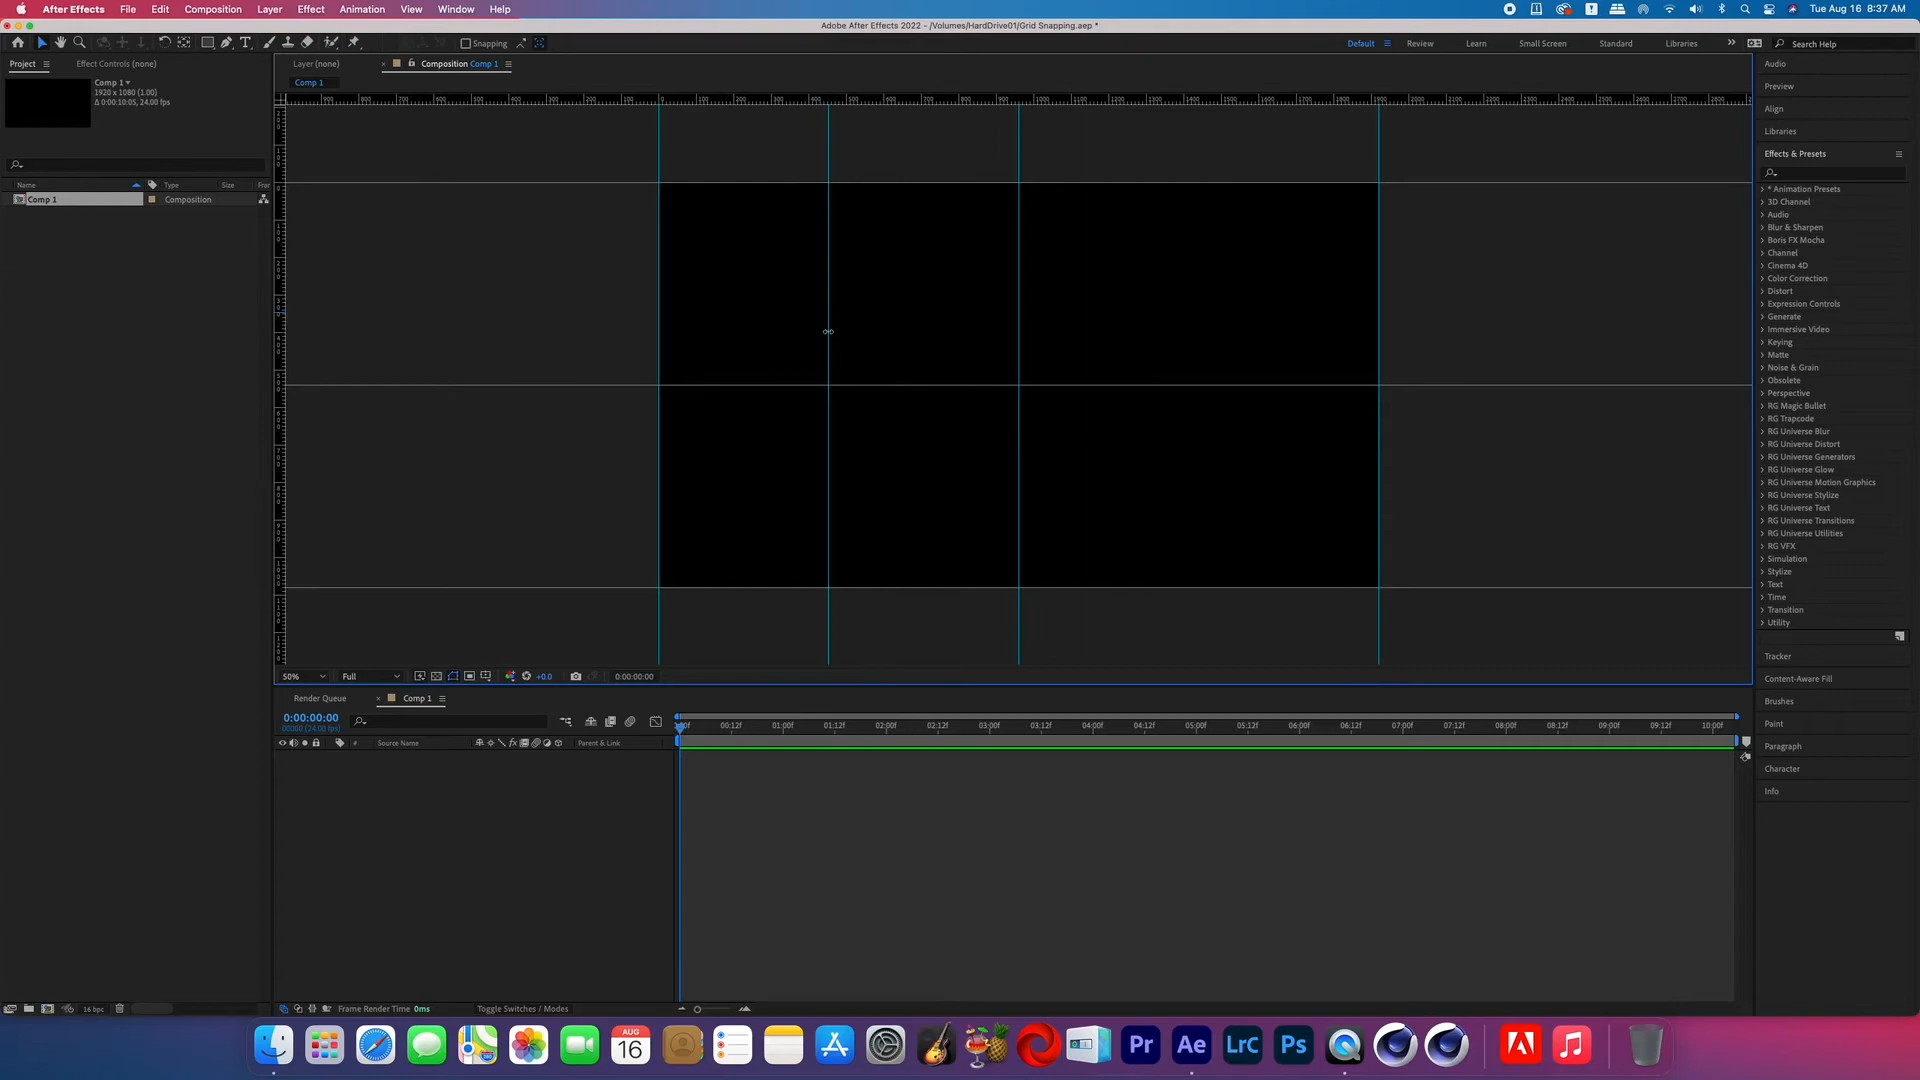 After Effects File Edit Composition Layer Effect Animation View Window Help Tue Aug 16 8:37 AM
Adobe After Effects 2022 - /Volumes/HardDrive01/Grid Snapping.aep *
Snapping Default Review Learn Small Screen Standard Libraries Search Help
Project Effect Controls (none) Layer (none) Composition Comp 1 Audio
Comp 1
Comp 1
1920 x 1080 (1.00)
Δ 0:00:10:05, 24.00 fps
Preview
Align
Libraries
Effects & Presets
Name Type Size Fran
Comp 1 Composition
* Animation Presets
3D Channel
Audio
Blur & Sharpen
Boris FX Mocha
Channel
Cinema 4D
Color Correction
Distort
Expression Controls
Generate
Immersive Video
Keying
Matte
Noise & Grain
Obsolete
Perspective
RG Magic Bullet
RG Trapcode
RG Universe Blur
RG Universe Distort
RG Universe Generators
RG Universe Glow
RG Universe Motion Graphics
RG Universe Stylize
RG Universe Text
RG Universe Transitions
RG Universe Utilities
RG VFX
Simulation
Stylize
Text
Time
Transition
Utility
Tracker
Content-Aware Fill
Brushes
Paint
Paragraph
Character
Info
50% Full +0.0 0:00:00:00
Render Queue Comp 1
0:00:00:00
00000 (24.00 fps)
00:12f 01:00f 01:12f 02:00f 02:12f 03:00f 03:12f 04:00f 04:12f 05:00f 05:12f 06:00f 06:12f 07:00f 07:12f 08:00f 08:12f 09:00f 09:12f 10:00f
# Source Name Parent & Link
16 bpc Frame Render Time 0ms Toggle Switches / Modes
AUG
16
Pr Ae LrC Ps